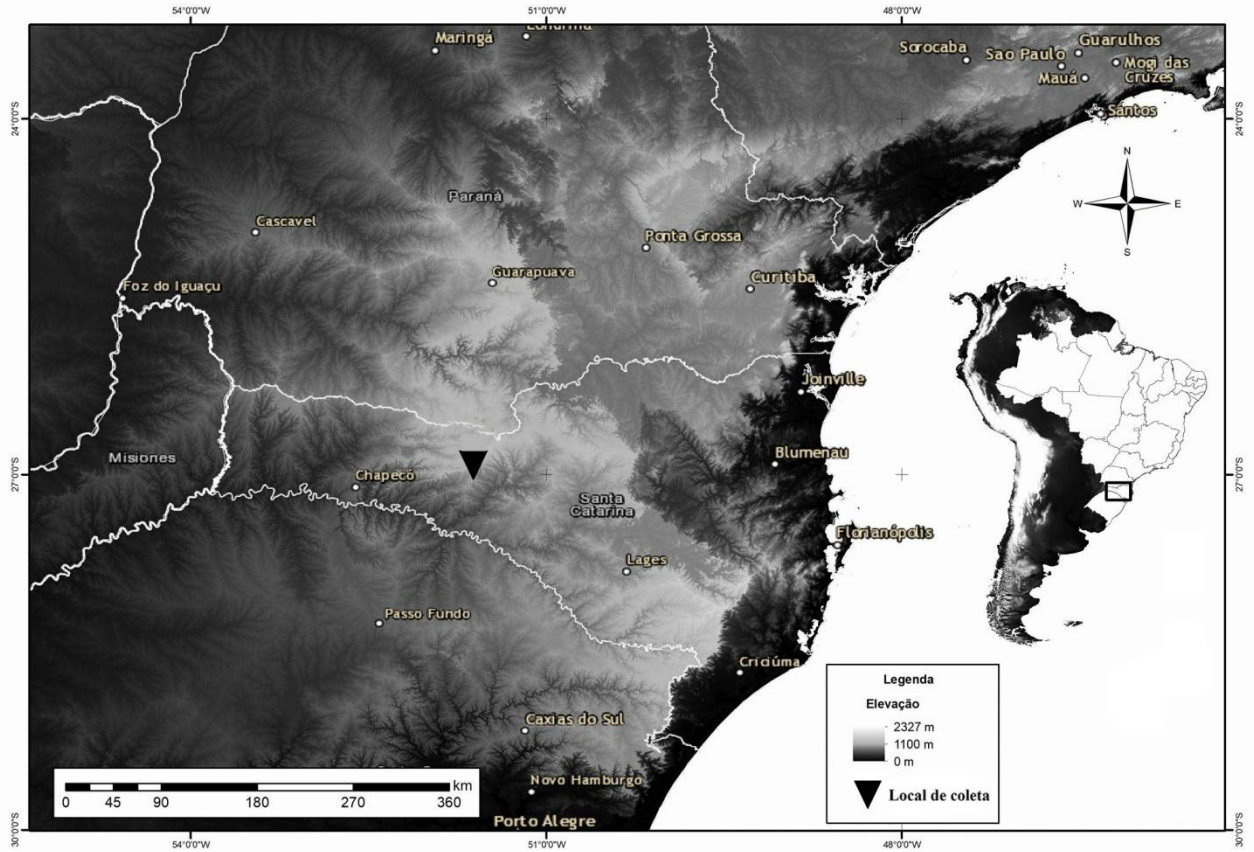 54°0'0"W
51°0'0"W
48°0'0"W
Londrina
Maringá
Sorocaba
Guarulhos
Sao Paulo
Mogi das
Cruzes
Mauá
Santos
24°0'0"S
24°0'0"S
N
W
E
S
Paraná
Cascavel
Ponta Grossa
Guarapuava
Curitiba
Foz do Iguaçu
Joinville
Misiones
Blumenau
Chapecó
27°0'0"S
27°0'0"S
Santa
Catarina
Florianópolis
Lages
Passo Fundo
Criciúma
Caxias do Sul
Novo Hamburgo
Porto Alegre
Legenda
Elevação
2327 m
1100 m
0 m
Local de coleta
km
0 45 90 180 270 360
30°0'0"S
30°0'0"S
54°0'0"W
51°0'0"W
48°0'0"W